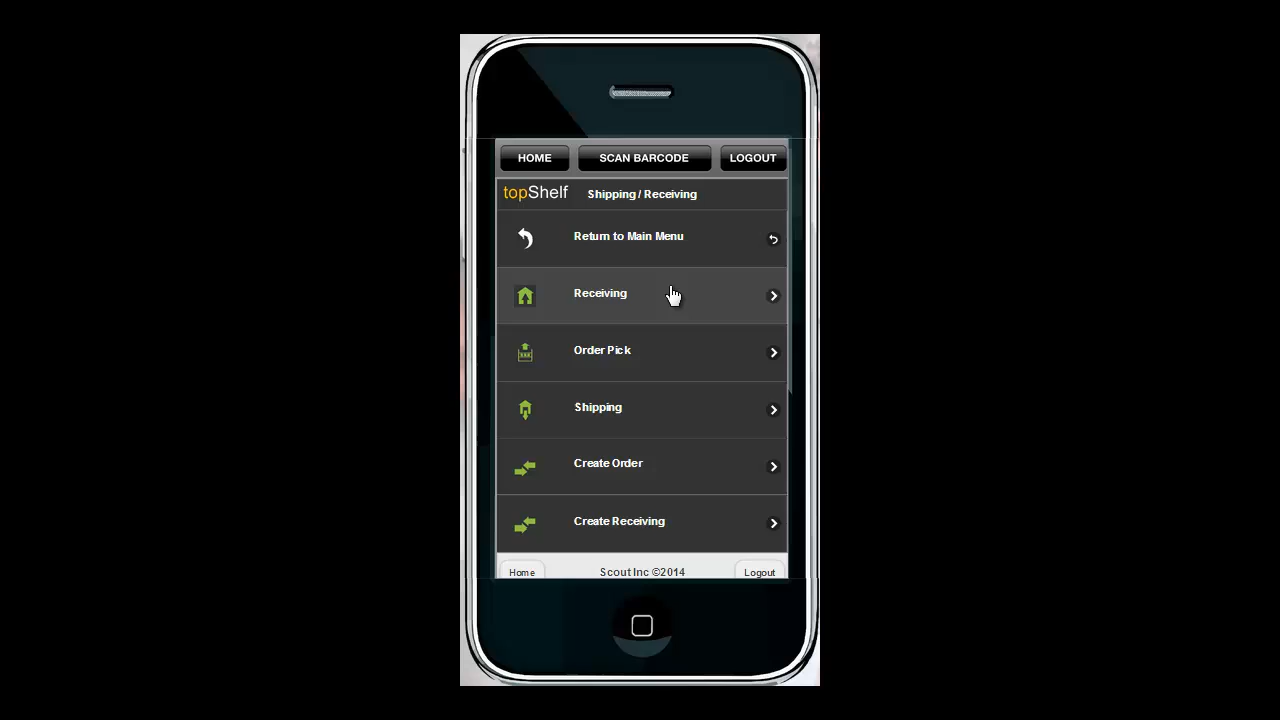 HOME SCAN BARCODE LOGOUT
topShelf Shipping / Receiving
Return to Main Menu
Receiving
Order Pick
Shipping
Create Order
Create Receiving
Home Scout Inc ©2014 Logout